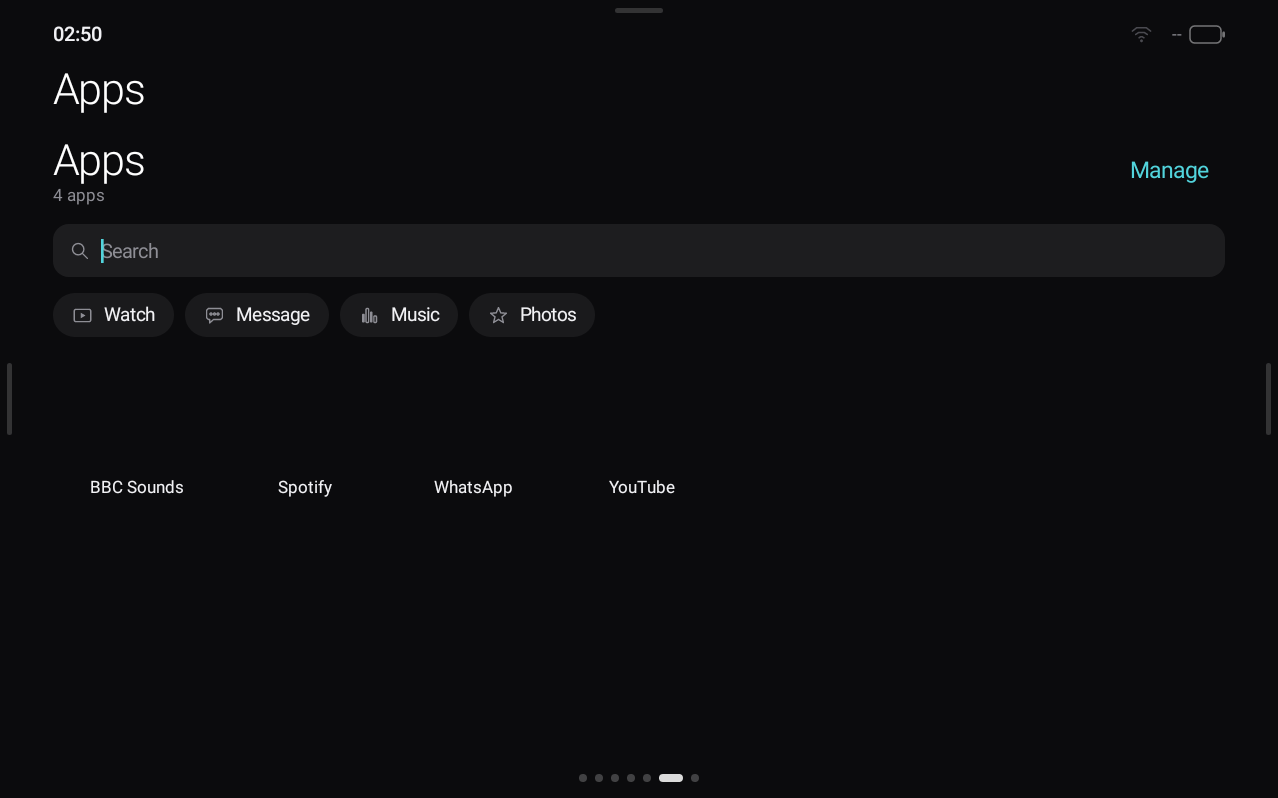 02:50
--
Apps
Apps
Manage
4 apps
Search
Watch
Message
Music
Photos
BBC Sounds
Spotify
WhatsApp
YouTube